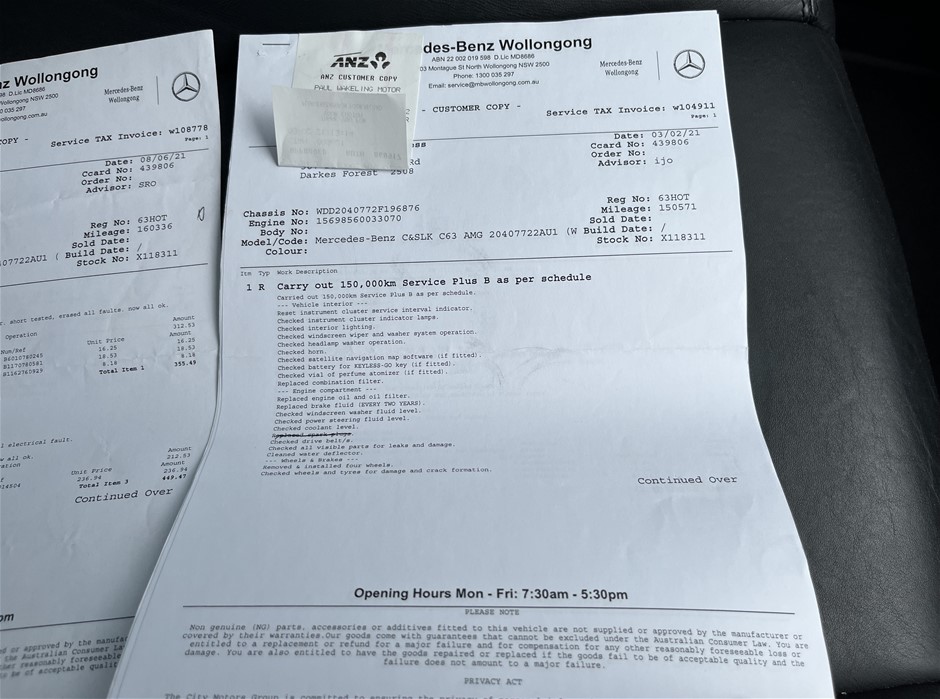 nz Wollongong
98 D.Lic MD8686
Wollongong NSW 2500
0 035 297
ongong.com.au
Mercedes-Benz
Wollongong
COPY -
Service TAX Invoice: w108778
Page: 1
Date: 08/06/21
Ccard No: 439806
Order No:
Advisor: SRO
Reg No: 63HOT
Mileage: 160336
Sold Date:
07722AU1 ( Build Date: /
Stock No: X118311
short tested, erased all faults. now all ok.
Operation
Amount
312.53
Num/Ref
Unit Price
Amount
16.25
16.25
18.53
18.53
8.18
8.18
Total Item 1
355.49
l electrical fault.
w all ok.
Amount
ration
212.53
Unit Price
Amount
236.94
236.94
Total Item 3
449.47
Continued Over
ANZ
ANZ CUSTOMER COPY
PAUL WAKELING MOTOR
des-Benz Wollongong
ABN 22 002 019 598 D.Lic MD8686
03 Montague St North Wollongong NSW 2500
Phone: 1300 035 297
Email: service@mbwollongong.com.au
Mercedes-Benz
Wollongong
- CUSTOMER COPY -
Service TAX Invoice: w104911
Page: 1
Date: 03/02/21
Ccard No: 439806
Order No:
Advisor: ijo
ss
Rd
Darkes Forest 2508
Chassis No: WDD2040772F196876
Engine No: 15698560033070
Body No:
Model/Code: Mercedes-Benz C&SLK C63 AMG 20407722AU1 (W Build Date: /
Colour:
Reg No: 63HOT
Mileage: 150571
Sold Date:
Stock No: X118311
Itm Typ Work Description
1 R Carry out 150,000km Service Plus B as per schedule
Carried out 150,000km Service Plus B as per schedule.
--- Vehicle interior ---
Reset instrument cluster service interval indicator.
Checked instrument cluster indicator lamps.
Checked interior lighting.
Checked windscreen wiper and washer system operation.
Checked headlamp washer operation.
Checked horn.
Checked satellite navigation map software (if fitted).
Checked battery for KEYLESS-GO key (if fitted).
Checked vial of perfume atomizer (if fitted).
Replaced combination filter.
--- Engine compartment ---
Replaced engine oil and oil filter.
Replaced brake fluid (EVERY TWO YEARS).
Checked windscreen washer fluid level.
Checked power steering fluid level.
Checked coolant level.
Replaced spark plugs.
Checked drive belt/s.
Checked all visible parts for leaks and damage.
Cleaned water deflector.
--- Wheels & Brakes ---
Removed & installed four wheels.
Checked wheels and tyres for damage and crack formation.
Continued Over
Opening Hours Mon - Fri: 7:30am - 5:30pm
PLEASE NOTE
Non genuine (NG) parts, accessories or additives fitted to this vehicle are not supplied or approved by the manufacturer or
covered by their warranties.Our goods come with guarantees that cannot be excluded under the Australian Consumer Law. You are
entitled to a replacement or refund for a major failure and for compensation for any other reasonably foreseeable loss or
damage. You are also entitled to have the goods repaired or replaced if the goods fail to be of acceptable quality and the
failure does not amount to a major failure.
PRIVACY ACT